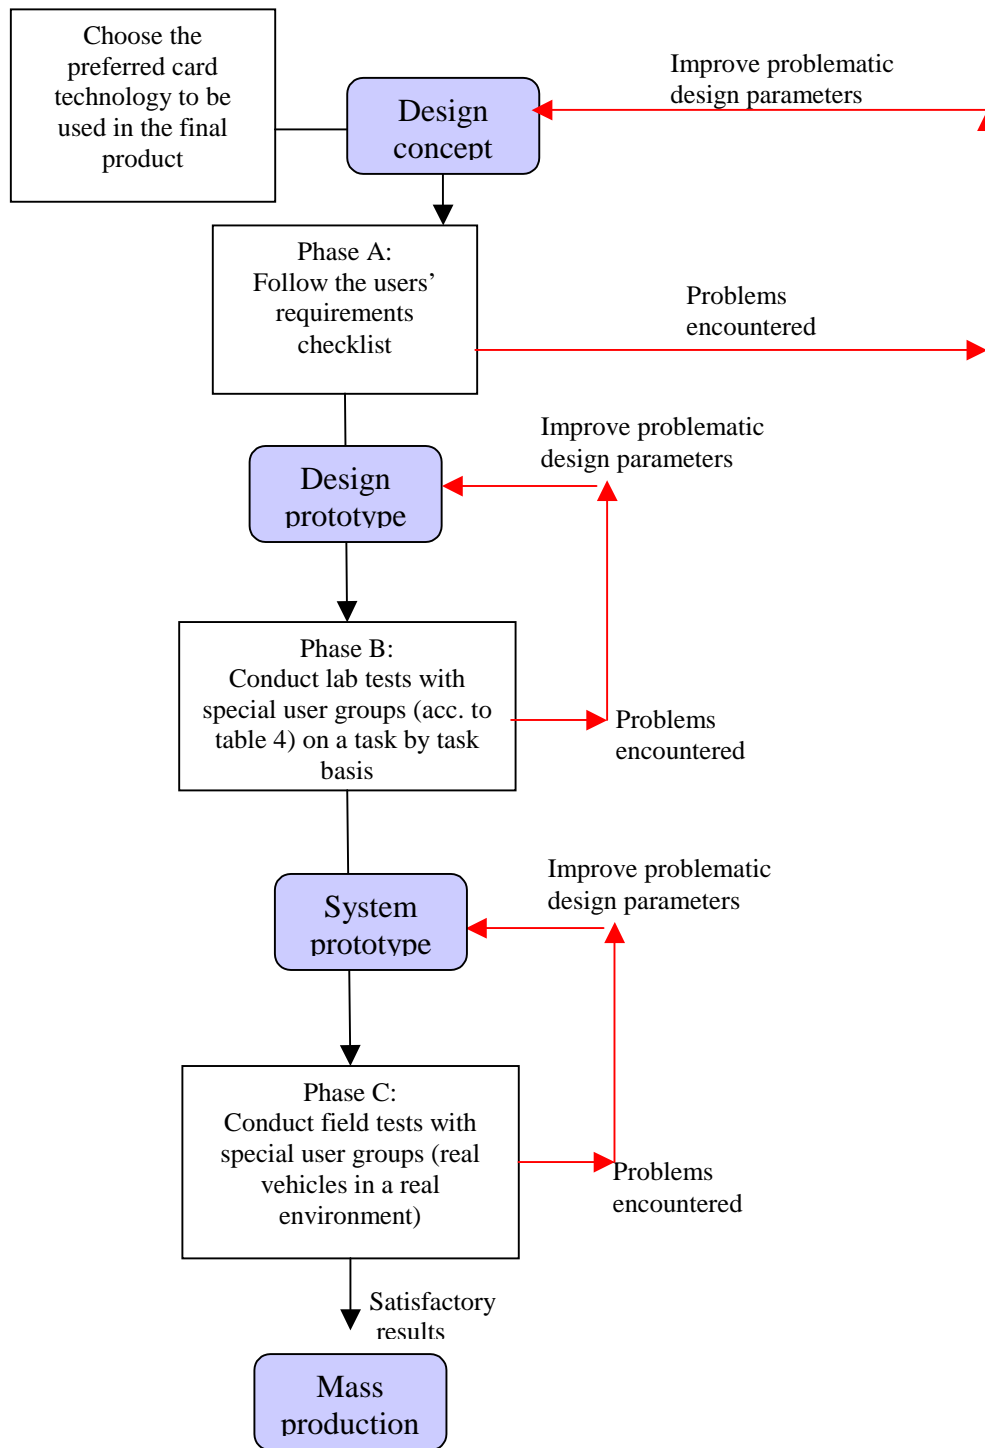 Choose the
preferred card
technology to be
used in the final
product
Design
concept
Improve problematic
design parameters
Phase A:
Follow the users’
requirements
checklist
Problems
encountered
Improve problematic
design parameters
Design
prototype
Phase B:
Conduct lab tests with
special user groups (acc. to
table 4) on a task by task
basis
Problems
encountered
Improve problematic
design parameters
System
prototype
Phase C:
Conduct field tests with
special user groups (real
vehicles in a real
environment)
Problems
encountered
Satisfactory
results
Mass
production